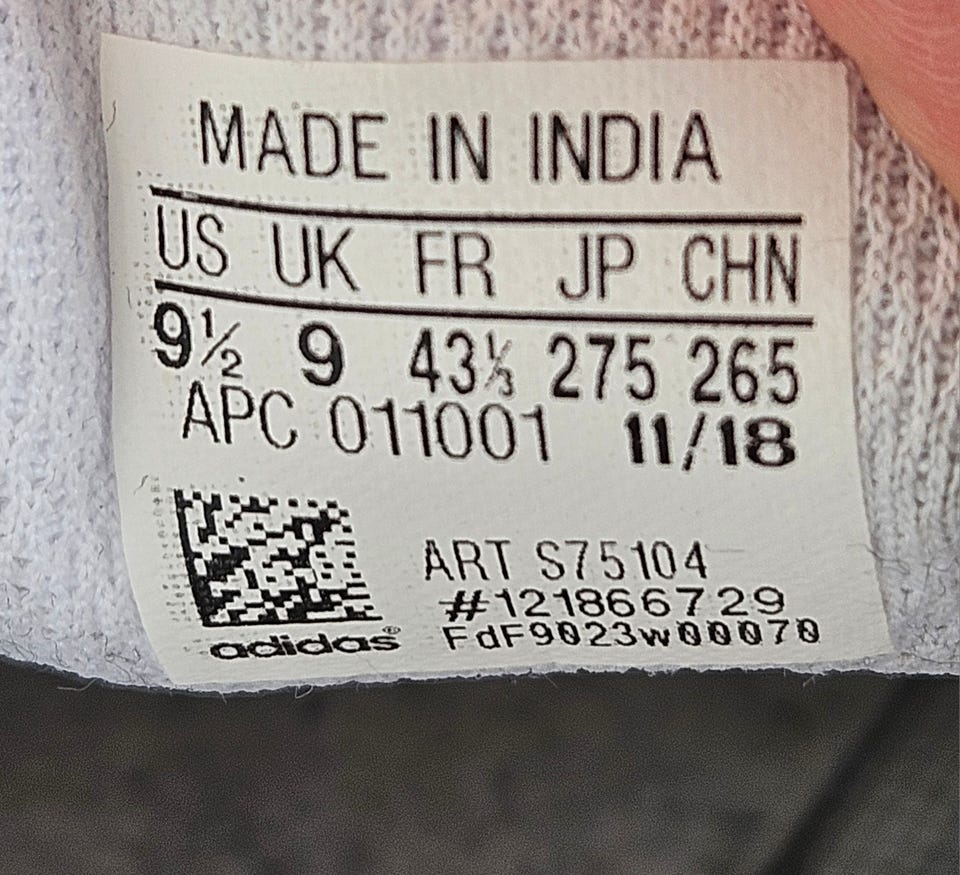 MADE IN INDIA
US UK FR JP CHN
9½ 9 43⅓ 275 265
APC 011001 11/18
ART S75104
#121866729
FdF9023w00070
adidas®